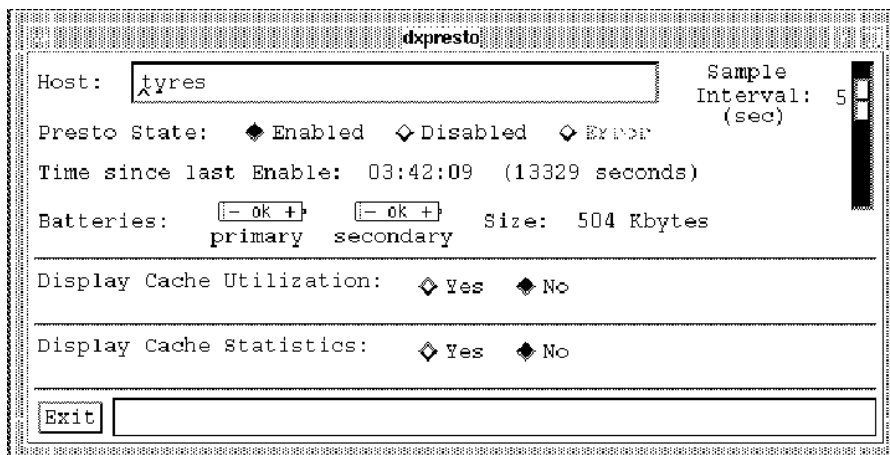 dxpresto
Host: tyres
Sample
Interval: 5
(sec)
Presto State: Enabled Disabled Error
Time since last Enable: 03:42:09 (13329 seconds)
Batteries: - ok + - ok + Size: 504 Kbytes
primary secondary
Display Cache Utilization: Yes No
Display Cache Statistics: Yes No
Exit